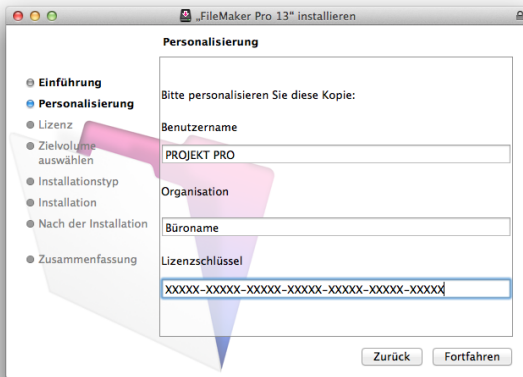 „FileMaker Pro 13“ installieren
Personalisierung
Einführung
Personalisierung
Lizenz
Zielvolume
auswählen
Installationstyp
Installation
Nach der Installation
Zusammenfassung
Bitte personalisieren Sie diese Kopie:
Benutzername
PROJEKT PRO
Organisation
Büroname
Lizenzschlüssel
XXXXX-XXXXX-XXXXX-XXXXX-XXXXX-XXXXX-XXXXX
Zurück
Fortfahren